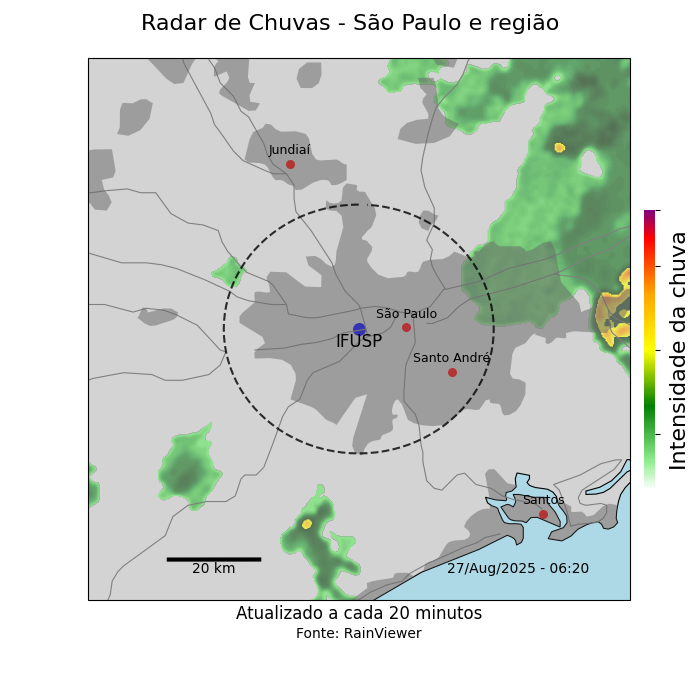 Radar de Chuvas - São Paulo e região
Jundiaí
São Paulo
IFUSP
Santo André
Santos
20 km
27/Aug/2025 - 06:20
Intensidade da chuva
Atualizado a cada 20 minutos
Fonte: RainViewer